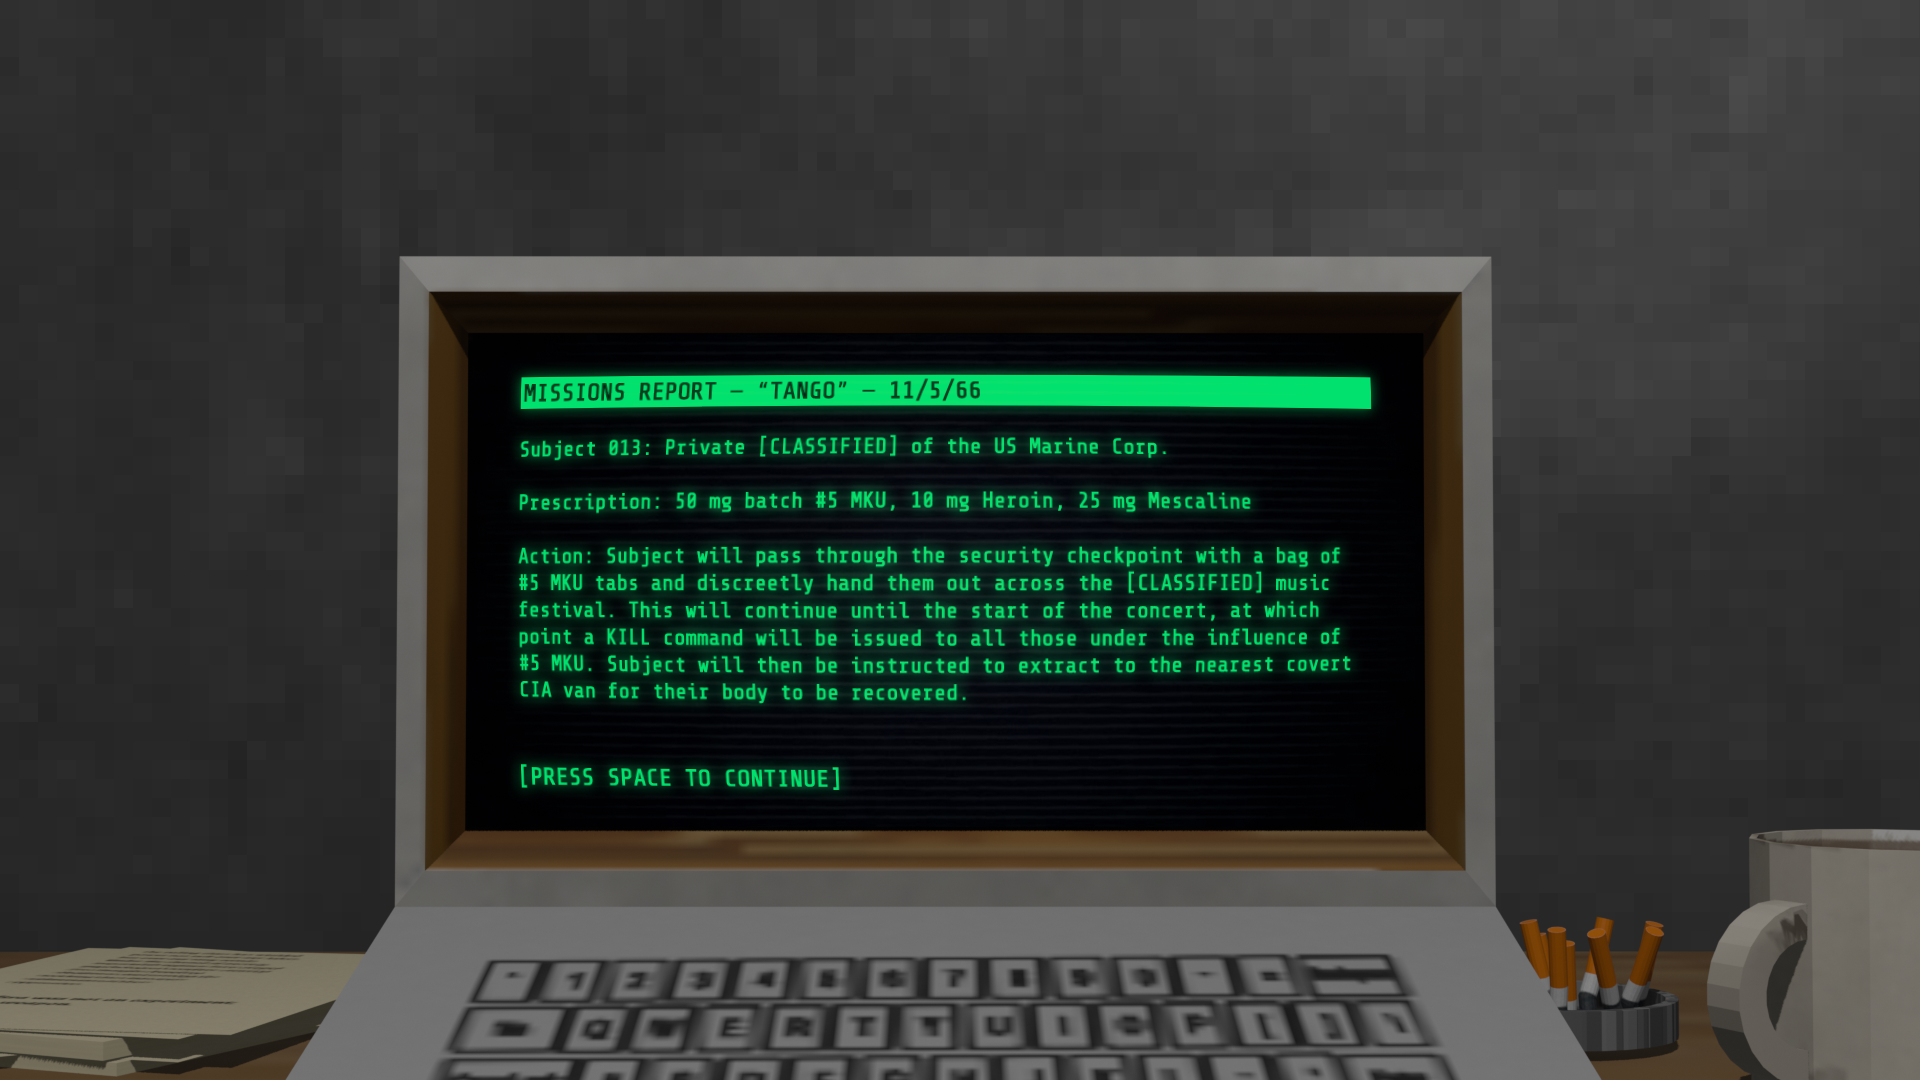 MISSIONS REPORT – “TANGO” – 11/5/66
Subject 013: Private [CLASSIFIED] of the US Marine Corp.
Prescription: 50 mg batch #5 MKU, 10 mg Heroin, 25 mg Mescaline
Action: Subject will pass through the security checkpoint with a bag of
#5 MKU tabs and discreetly hand them out across the [CLASSIFIED] music
festival. This will continue until the start of the concert, at which
point a KILL command will be issued to all those under the influence of
#5 MKU. Subject will then be instructed to extract to the nearest covert
CIA van for their body to be recovered.
[PRESS SPACE TO CONTINUE]